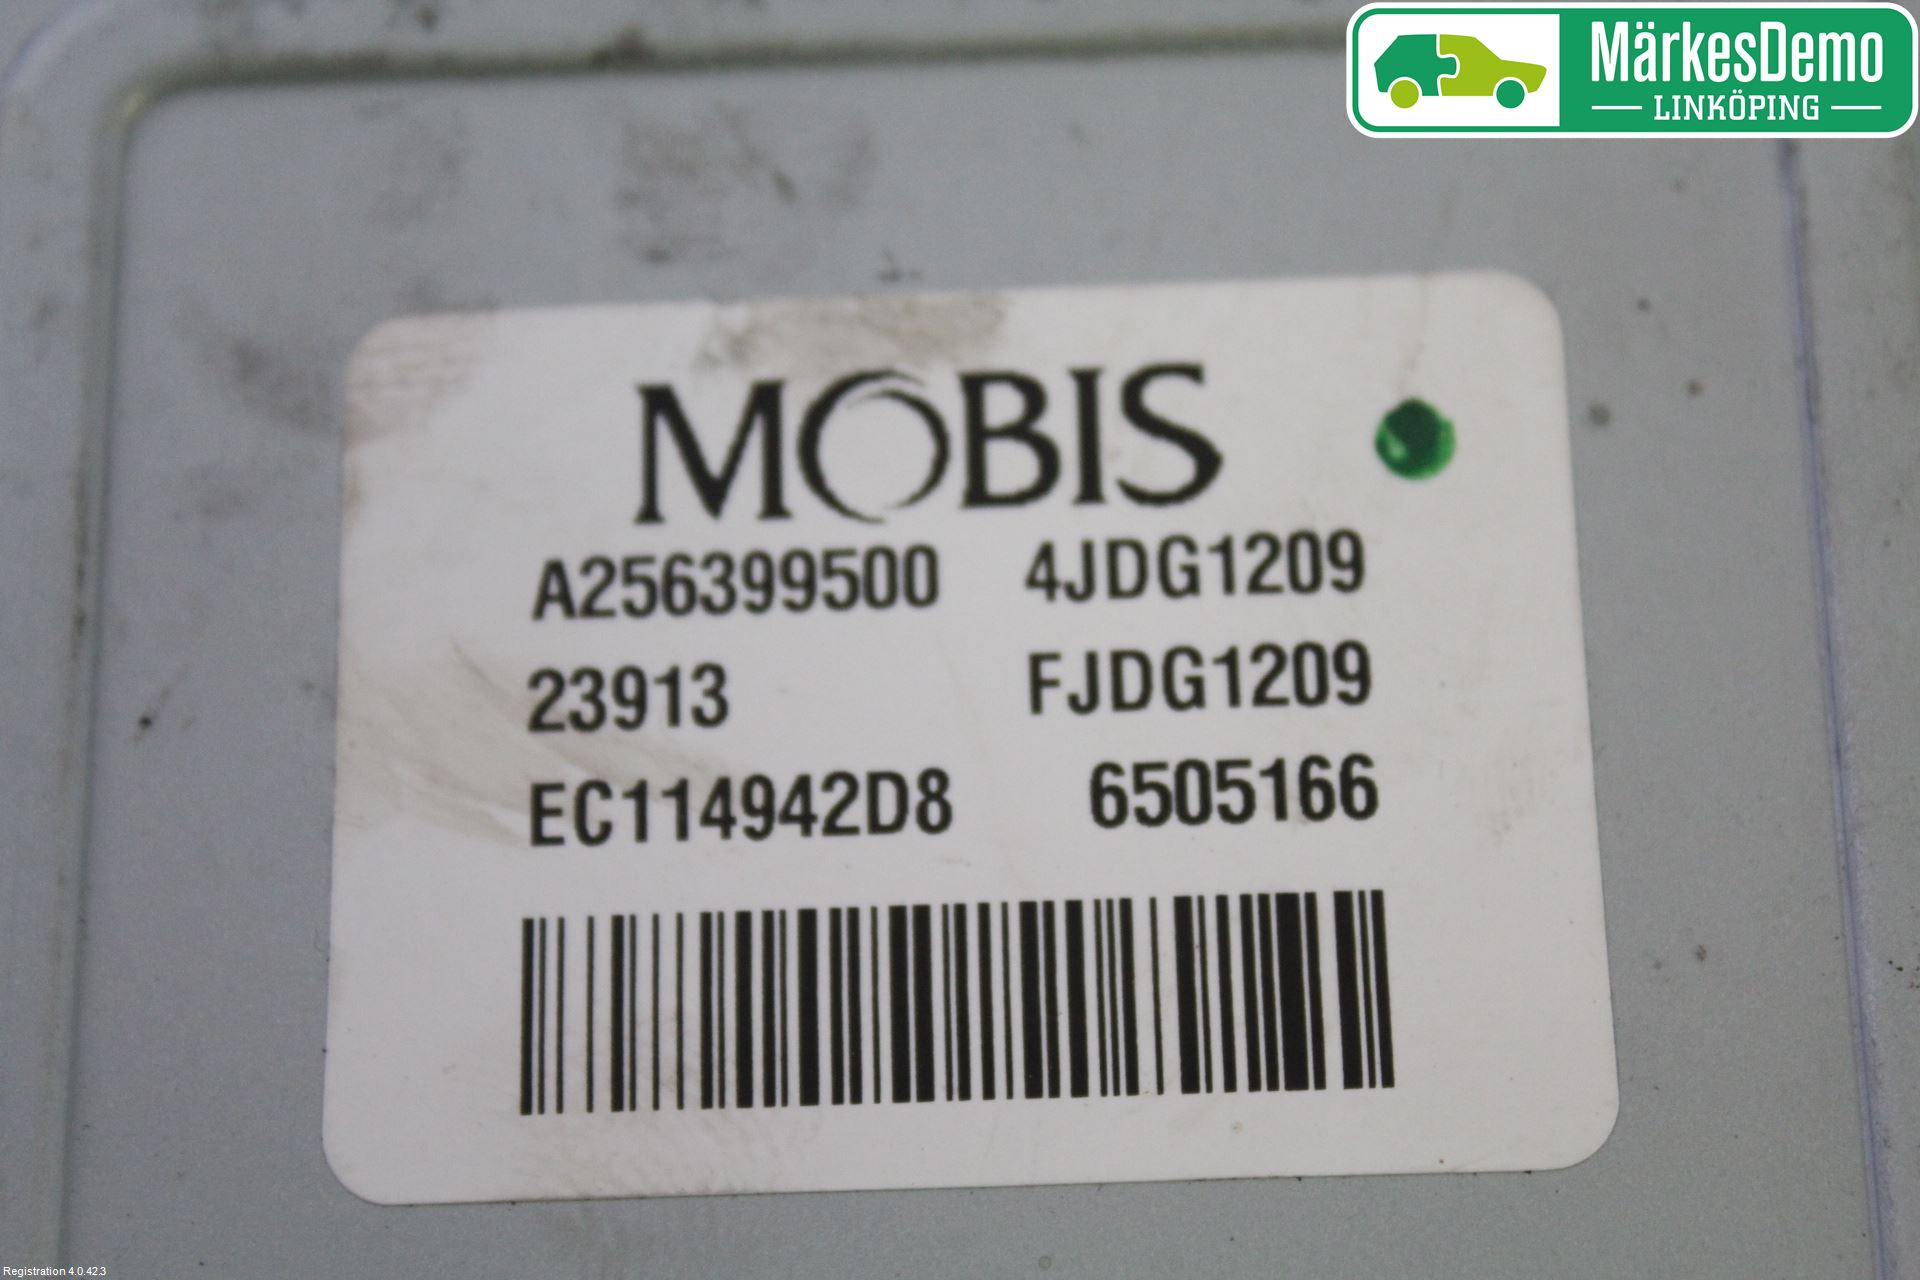 MärkesDemo
LINKÖPING
MOBIS
A256399500 4JDG1209
23913 FJDG1209
EC114942D8 6505166
Registration 4.0.42.3